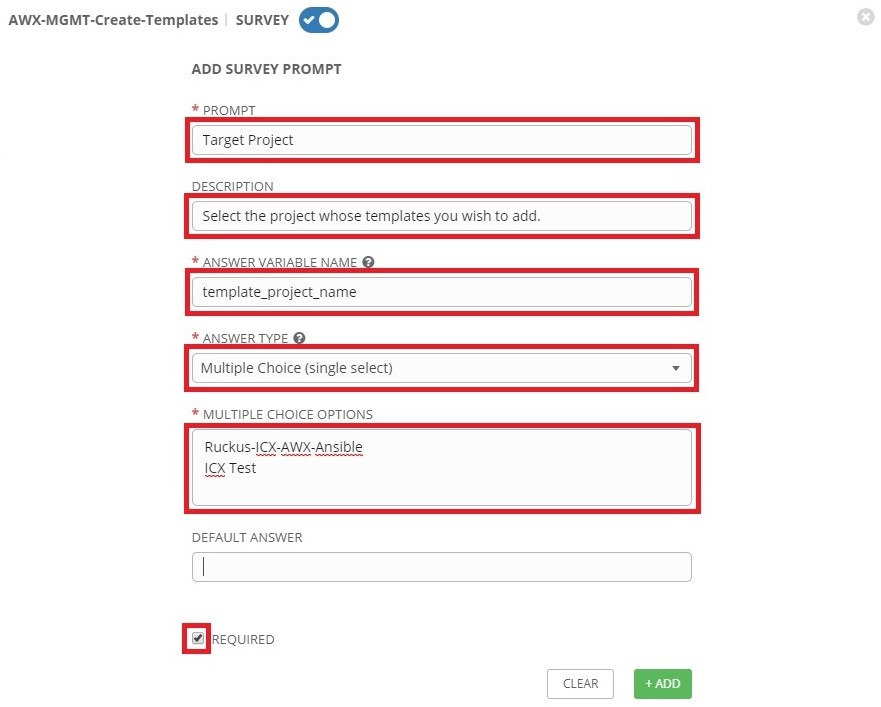 AWX-MGMT-Create-Templates | SURVEY
ADD SURVEY PROMPT
* PROMPT
Target Project
DESCRIPTION
Select the project whose templates you wish to add.
* ANSWER VARIABLE NAME ?
template_project_name
* ANSWER TYPE ?
Multiple Choice (single select)
* MULTIPLE CHOICE OPTIONS
Ruckus-ICX-AWX-Ansible
ICX Test
DEFAULT ANSWER
REQUIRED
CLEAR + ADD